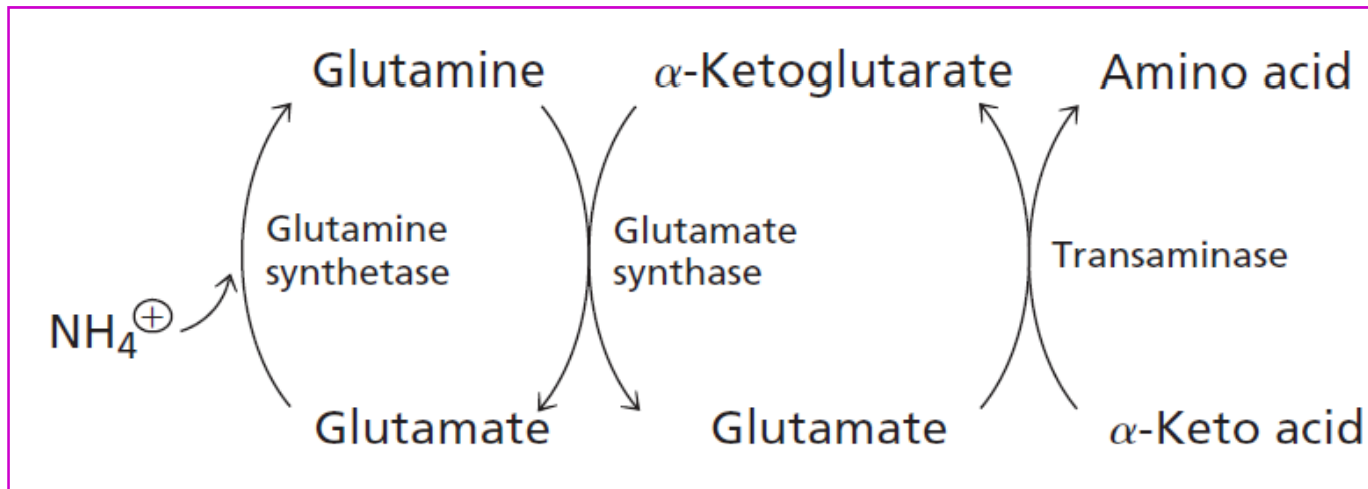 Glutamine α-Ketoglutarate Amino acid
Glutamine synthetase
Glutamate synthase
Transaminase
NH₄⊕
Glutamate Glutamate α-Keto acid